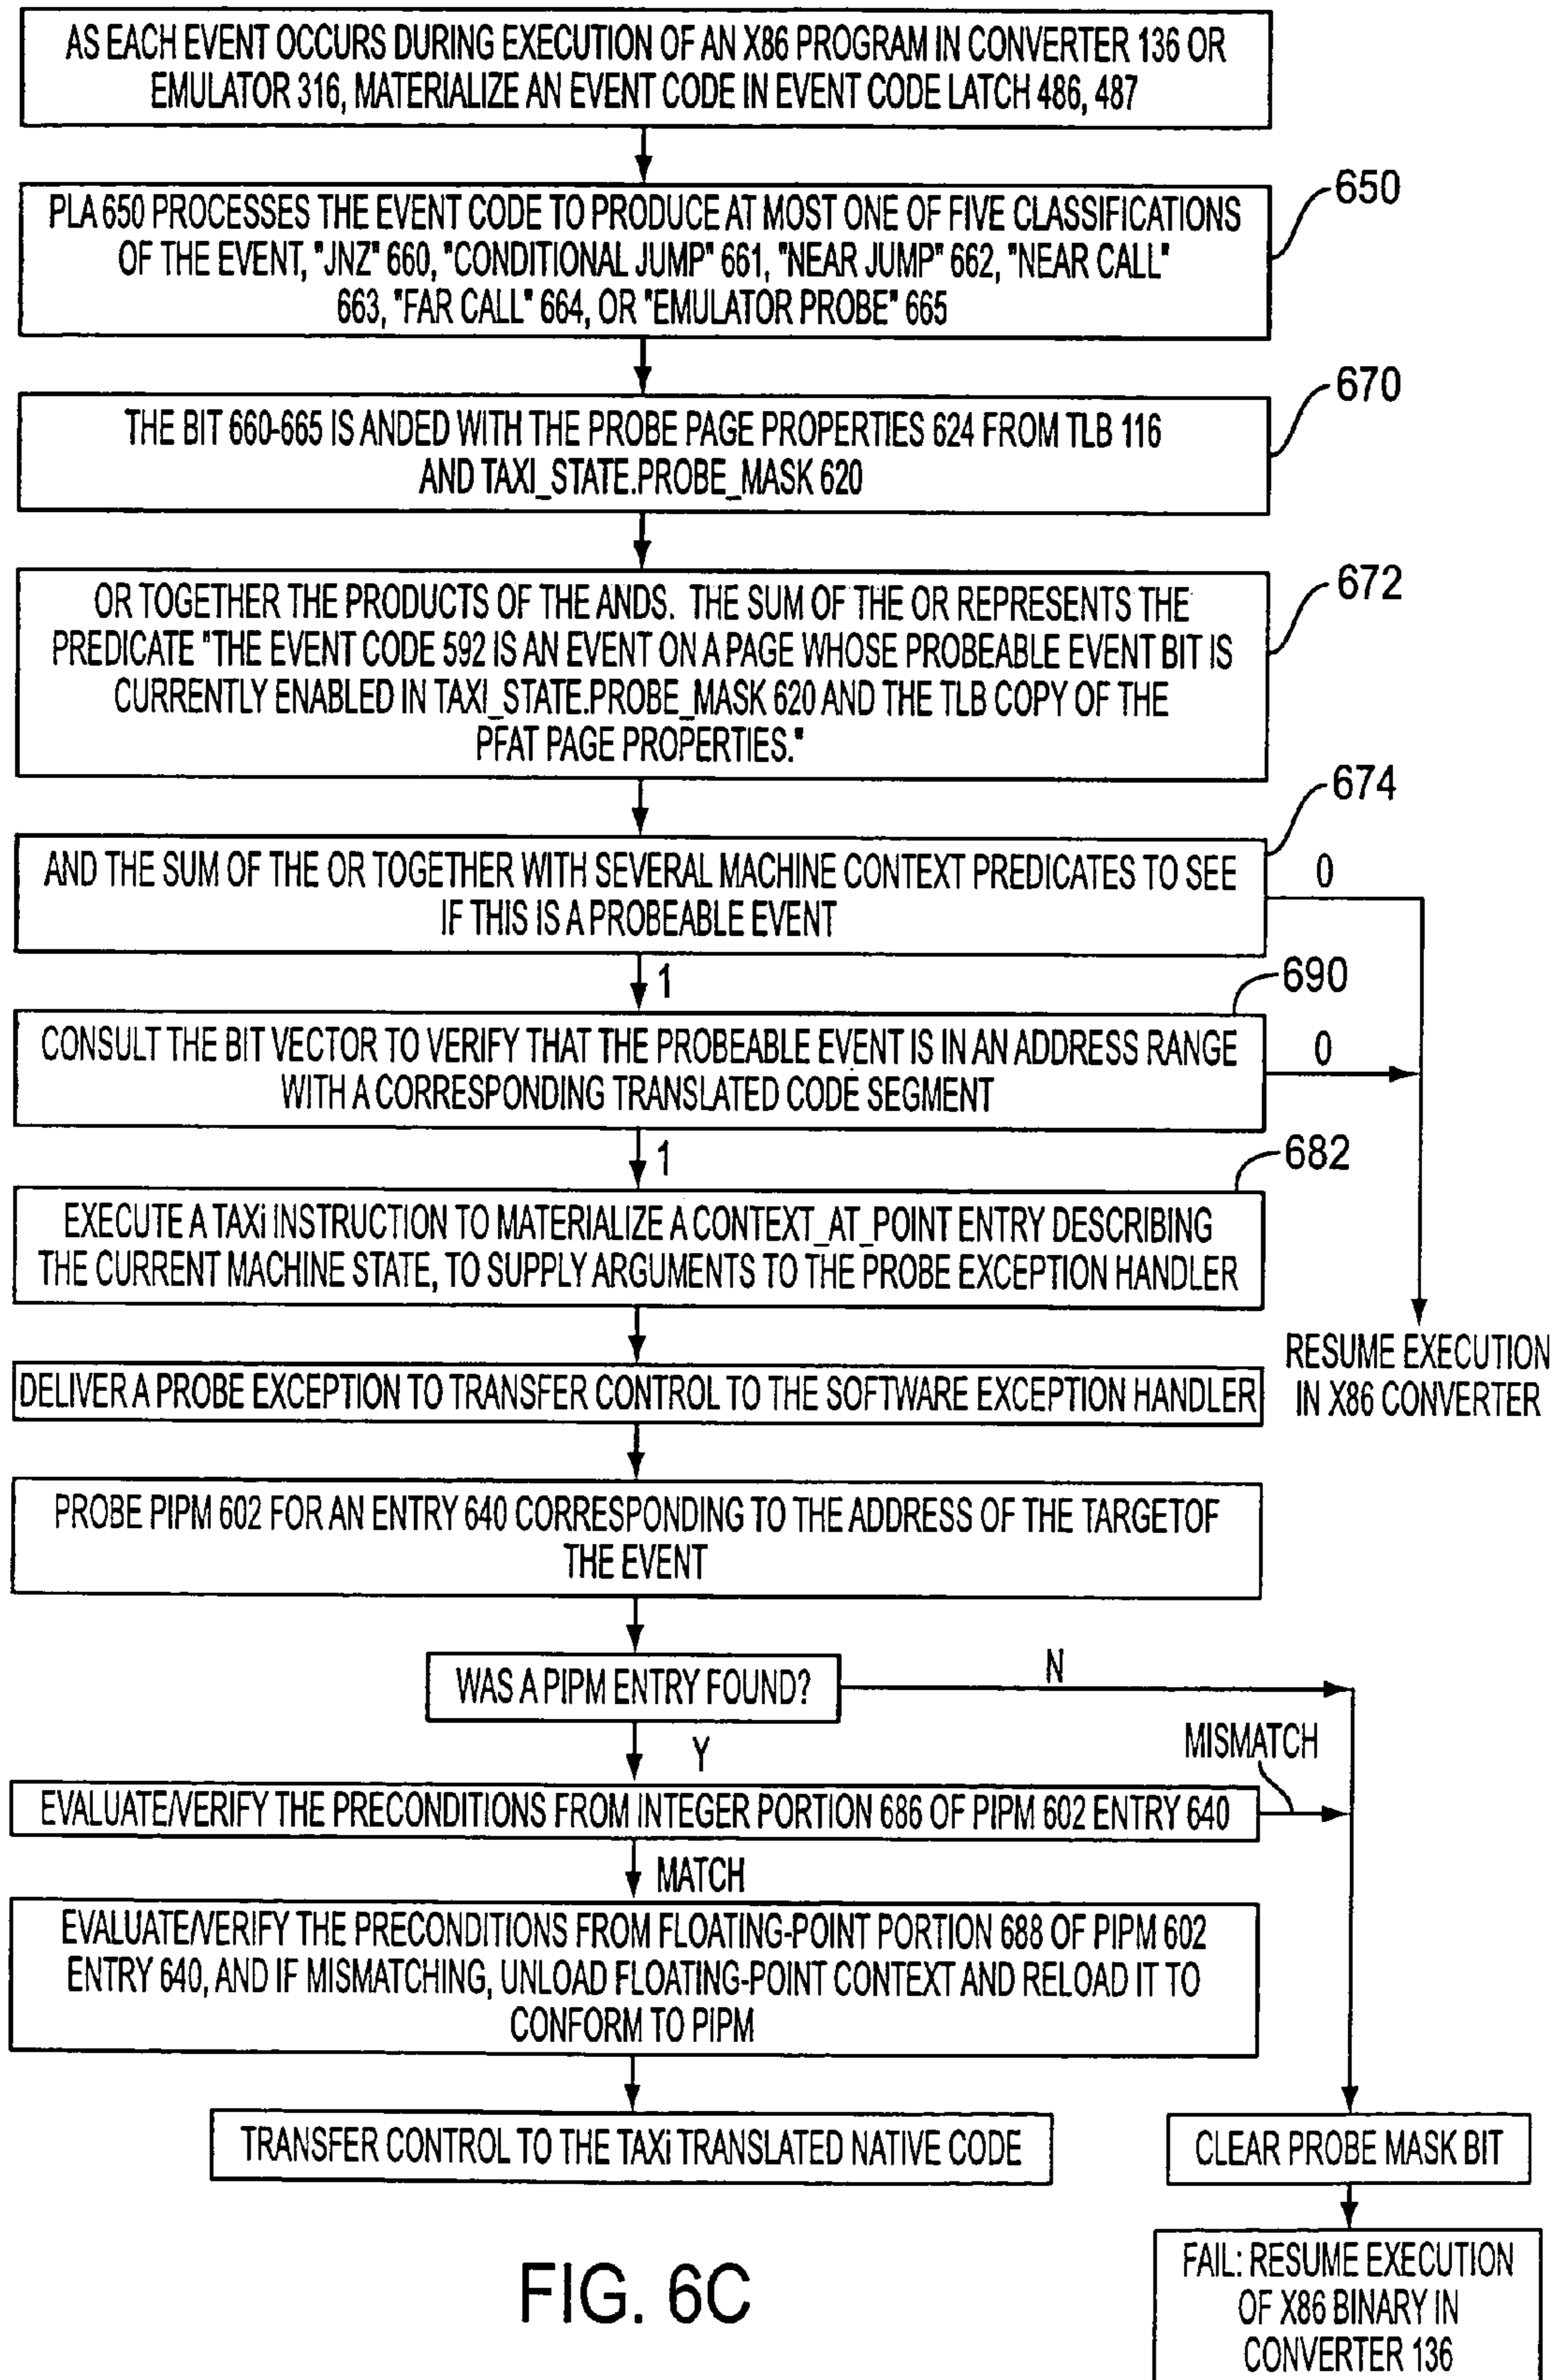 AS EACH EVENT OCCURS DURING EXECUTION OF AN X86 PROGRAM IN CONVERTER 136 OR
EMULATOR 316, MATERIALIZE AN EVENT CODE IN EVENT CODE LATCH 486, 487
650
PLA 650 PROCESSES THE EVENT CODE TO PRODUCE AT MOST ONE OF FIVE CLASSIFICATIONS
OF THE EVENT, "JNZ" 660, "CONDITIONAL JUMP" 661, "NEAR JUMP" 662, "NEAR CALL"
663, "FAR CALL" 664, OR "EMULATOR PROBE" 665
670
THE BIT 660-665 IS ANDED WITH THE PROBE PAGE PROPERTIES 624 FROM TLB 116
AND TAXI_STATE.PROBE_MASK 620
672
OR TOGETHER THE PRODUCTS OF THE ANDS. THE SUM OF THE OR REPRESENTS THE
PREDICATE "THE EVENT CODE 592 IS AN EVENT ON A PAGE WHOSE PROBEABLE EVENT BIT IS
CURRENTLY ENABLED IN TAXI_STATE.PROBE_MASK 620 AND THE TLB COPY OF THE
PFAT PAGE PROPERTIES."
674
AND THE SUM OF THE OR TOGETHER WITH SEVERAL MACHINE CONTEXT PREDICATES TO SEE
IF THIS IS A PROBEABLE EVENT
0
1
690
CONSULT THE BIT VECTOR TO VERIFY THAT THE PROBEABLE EVENT IS IN AN ADDRESS RANGE
WITH A CORRESPONDING TRANSLATED CODE SEGMENT
0
1
682
EXECUTE A TAXi INSTRUCTION TO MATERIALIZE A CONTEXT_AT_POINT ENTRY DESCRIBING
THE CURRENT MACHINE STATE, TO SUPPLY ARGUMENTS TO THE PROBE EXCEPTION HANDLER
RESUME EXECUTION
IN X86 CONVERTER
DELIVER A PROBE EXCEPTION TO TRANSFER CONTROL TO THE SOFTWARE EXCEPTION HANDLER
PROBE PIPM 602 FOR AN ENTRY 640 CORRESPONDING TO THE ADDRESS OF THE TARGETOF
THE EVENT
WAS A PIPM ENTRY FOUND?
N
Y
MISMATCH
EVALUATE/VERIFY THE PRECONDITIONS FROM INTEGER PORTION 686 OF PIPM 602 ENTRY 640
MATCH
EVALUATE/VERIFY THE PRECONDITIONS FROM FLOATING-POINT PORTION 688 OF PIPM 602
ENTRY 640, AND IF MISMATCHING, UNLOAD FLOATING-POINT CONTEXT AND RELOAD IT TO
CONFORM TO PIPM
TRANSFER CONTROL TO THE TAXi TRANSLATED NATIVE CODE
CLEAR PROBE MASK BIT
FAIL: RESUME EXECUTION
OF X86 BINARY IN
CONVERTER 136
FIG. 6C